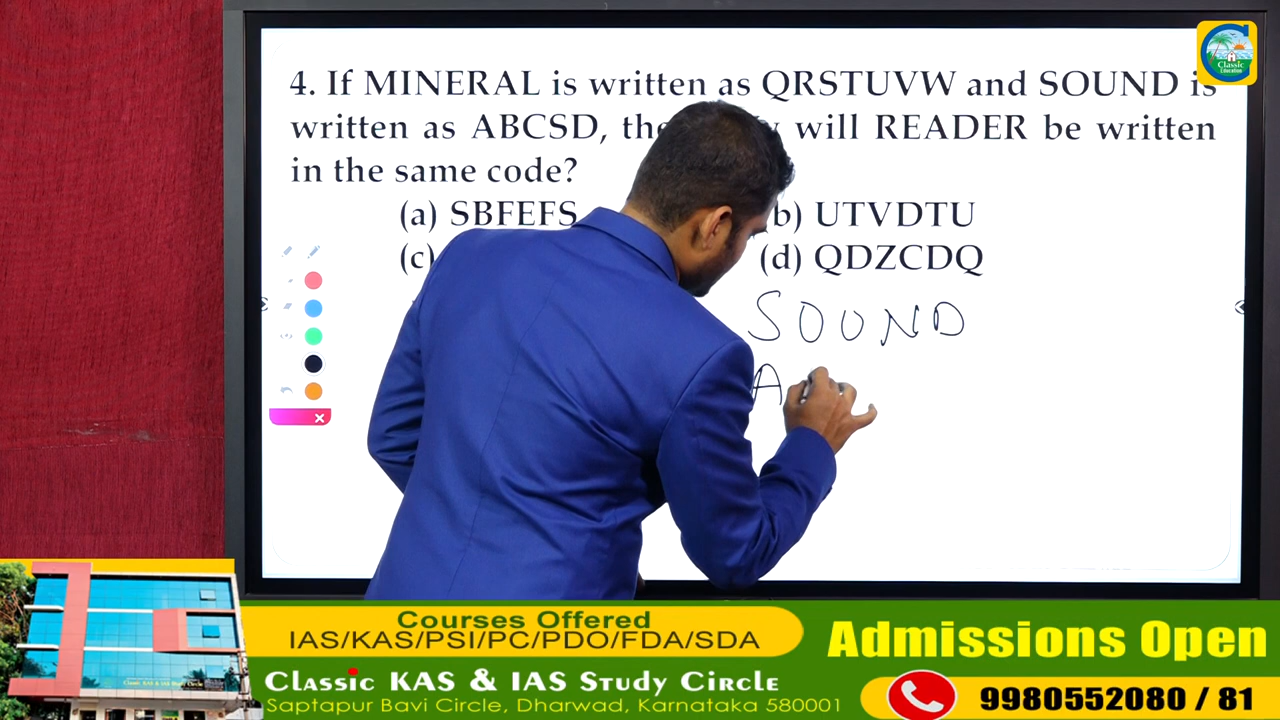 Classic
Education
4. If MINERAL is written as QRSTUVW and SOUND is
written as ABCSD, will READER be written
in the same code?
(a) SBFEFS (b) UTVDTU
(c) (d) QDZCDQ
SOUND
A
Courses Offered
IAS/KAS/PSI/PC/PDO/FDA/SDA
Admissions Open
Classic KAS & IAS Study Circle
Saptapur Bavi Circle, Dharwad, Karnataka 580001
9980552080 / 81